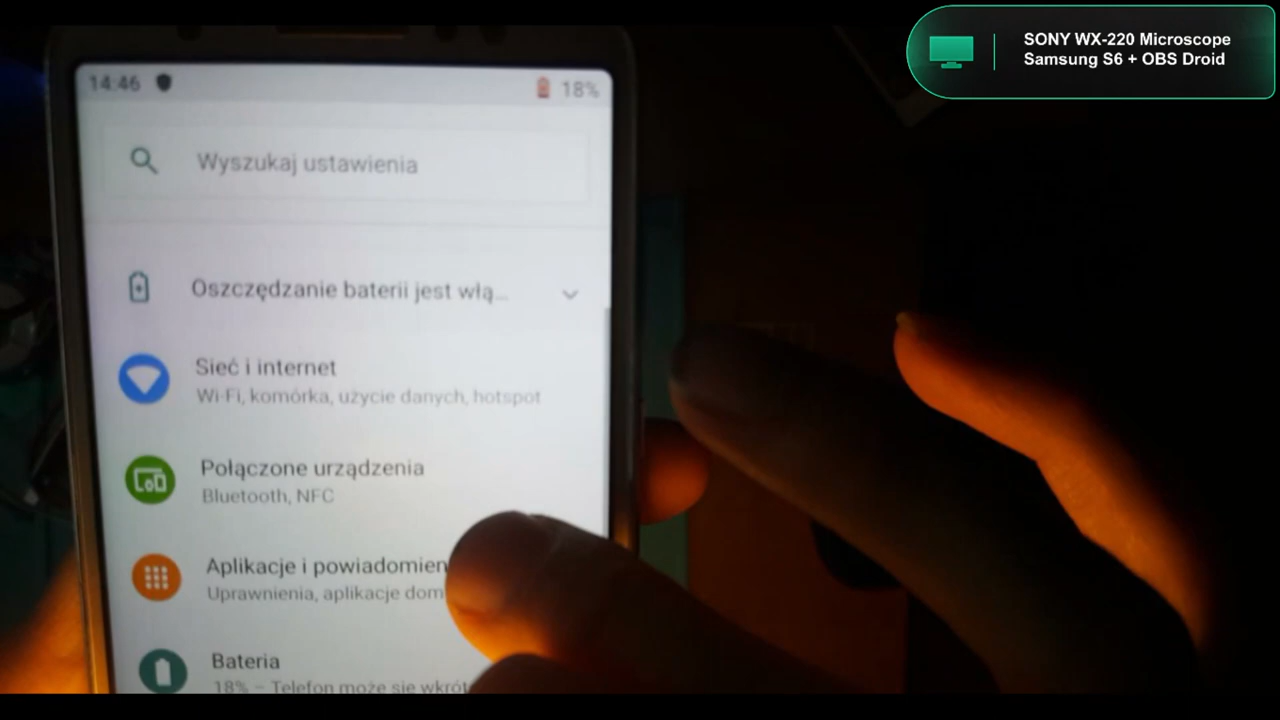 SONY WX-220 Microscope
Samsung S6 + OBS Droid
14:46
18%
Wyszukaj ustawienia
Oszczędzanie baterii jest włą...
Sieć i internet
Wi-Fi, komórka, użycie danych, hotspot
Połączone urządzenia
Bluetooth, NFC
Aplikacje i powiadomien
Uprawnienia, aplikacje dom
Bateria
18% – Telefon może się wkrót